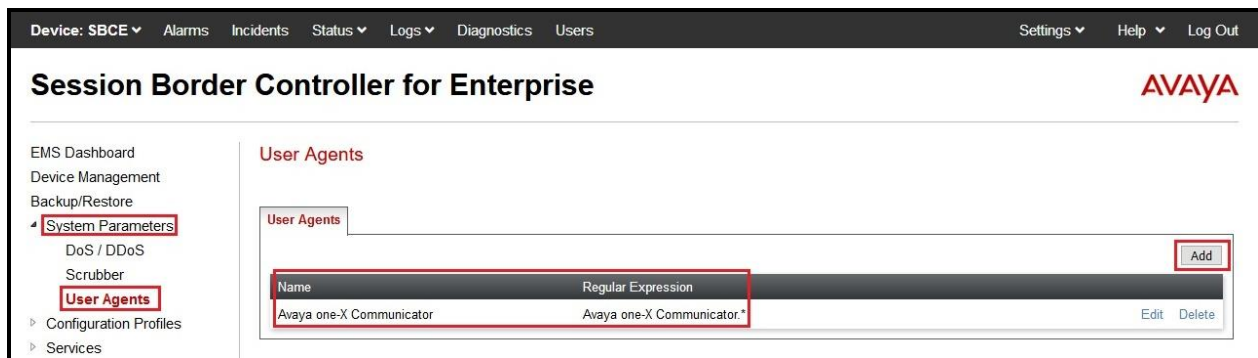 Device: SBCE Alarms Incidents Status Logs Diagnostics Users Settings Help Log Out
Session Border Controller for Enterprise
AVAYA
EMS Dashboard
Device Management
Backup/Restore
System Parameters
DoS / DDoS
Scrubber
User Agents
Configuration Profiles
Services
User Agents
User Agents
Add
Name Regular Expression
Avaya one-X Communicator Avaya one-X Communicator.* Edit Delete